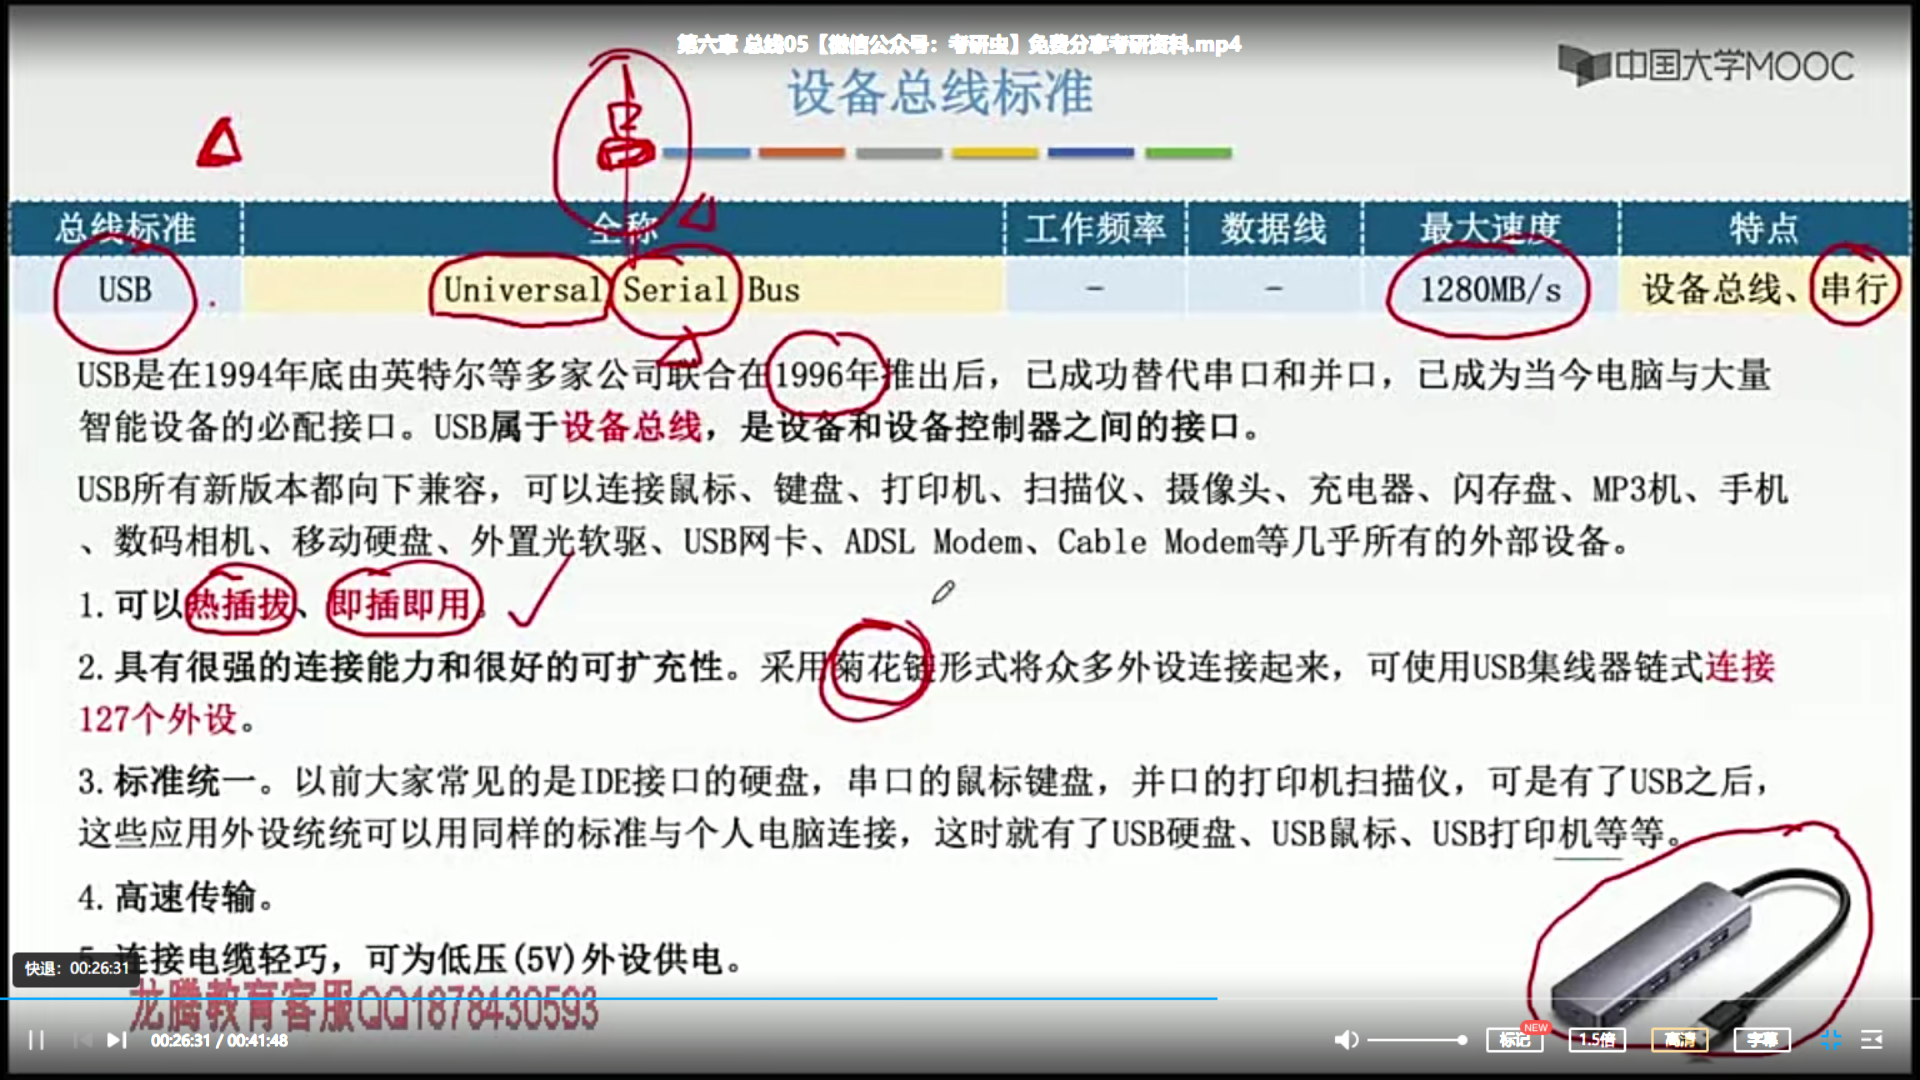 第六章 总线05【微信公众号：考研虫】免费分享考研资料.mp4
中国大学MOOC
设备总线标准
串
总线标准 全称 工作频率 数据线 最大速度 特点
USB Universal Serial Bus - - 1280MB/s 设备总线、串行
USB是在1994年底由英特尔等多家公司联合在1996年推出后，已成功替代串口和并口，已成为当今电脑与大量
智能设备的必配接口。USB属于设备总线，是设备和设备控制器之间的接口。
USB所有新版本都向下兼容，可以连接鼠标、键盘、打印机、扫描仪、摄像头、充电器、闪存盘、MP3机、手机
、数码相机、移动硬盘、外置光软驱、USB网卡、ADSL Modem、Cable Modem等几乎所有的外部设备。
1.可以热插拔、即插即用。
2.具有很强的连接能力和很好的可扩充性。采用菊花链形式将众多外设连接起来，可使用USB集线器链式连接
127个外设。
3.标准统一。以前大家常见的是IDE接口的硬盘，串口的鼠标键盘，并口的打印机扫描仪，可是有了USB之后，
这些应用外设统统可以用同样的标准与个人电脑连接，这时就有了USB硬盘、USB鼠标、USB打印机等等。
4.高速传输。
5.连接电缆轻巧，可为低压(5V)外设供电。
快退：00:26:31
龙腾教育客服QQ1878430593
00:26:31 / 00:41:48
标记 NEW 1.5倍 高清 字幕